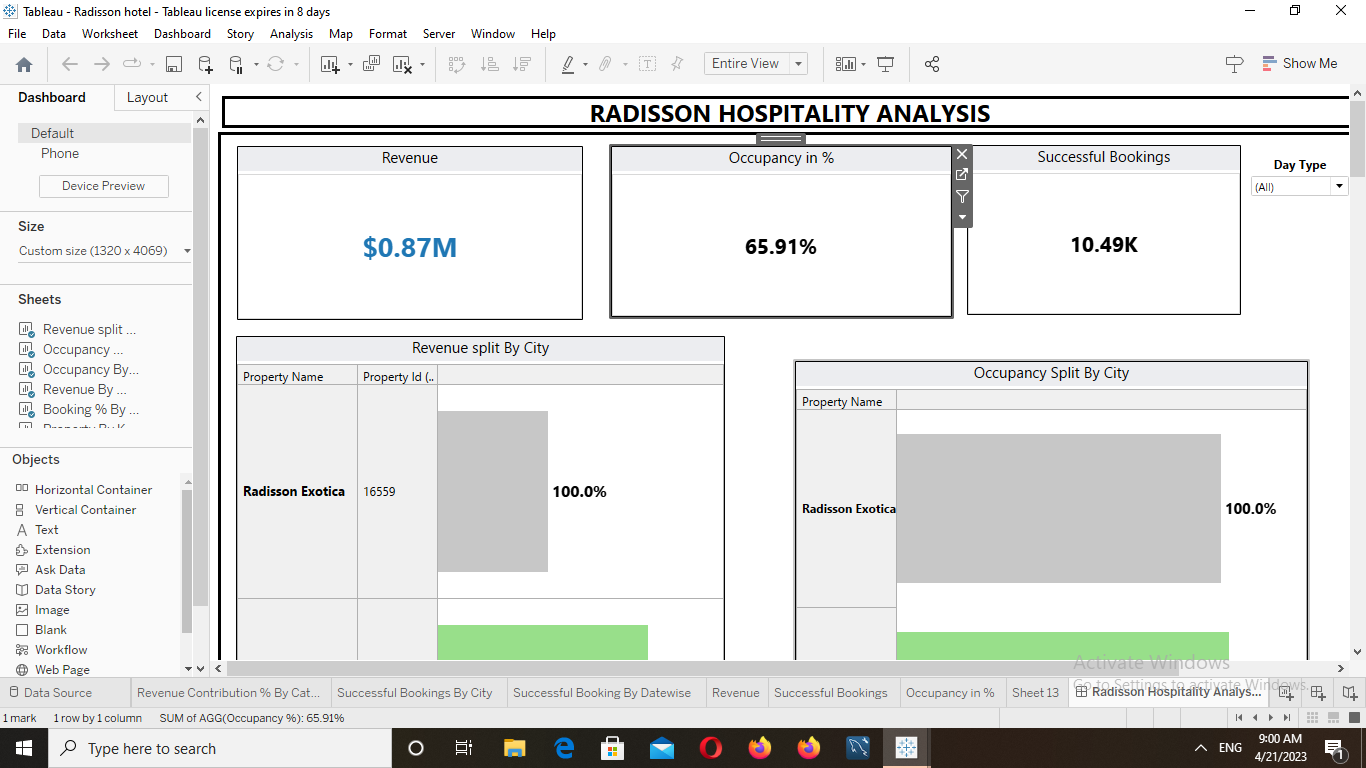 Tableau - Radisson hotel - Tableau license expires in 8 days
File Data Worksheet Dashboard Story Analysis Map Format Server Window Help
Entire View
Show Me
Dashboard Layout
Default
Phone
Device Preview
Size
Custom size (1320 x 4069)
Sheets
Revenue split ...
Occupancy ...
Occupancy By...
Revenue By ...
Booking % By ...
Objects
Horizontal Container
Vertical Container
Text
Extension
Ask Data
Data Story
Image
Blank
Workflow
Web Page
RADISSON HOSPITALITY ANALYSIS
Revenue
$0.87M
Occupancy in %
65.91%
Successful Bookings
10.49K
Day Type
(All)
Revenue split By City
Property Name Property Id (..
Radisson Exotica 16559 100.0%
Occupancy Split By City
Property Name
Radisson Exotica 100.0%
Activate Windows
Go to Settings to activate Windows.
Data Source Revenue Contribution % By Cat... Successful Bookings By City Successful Booking By Datewise Revenue Successful Bookings Occupancy in % Sheet 13 Radisson Hospitality Analys...
1 mark 1 row by 1 column SUM of AGG(Occupancy %): 65.91%
Type here to search
ENG
9:00 AM
4/21/2023
1